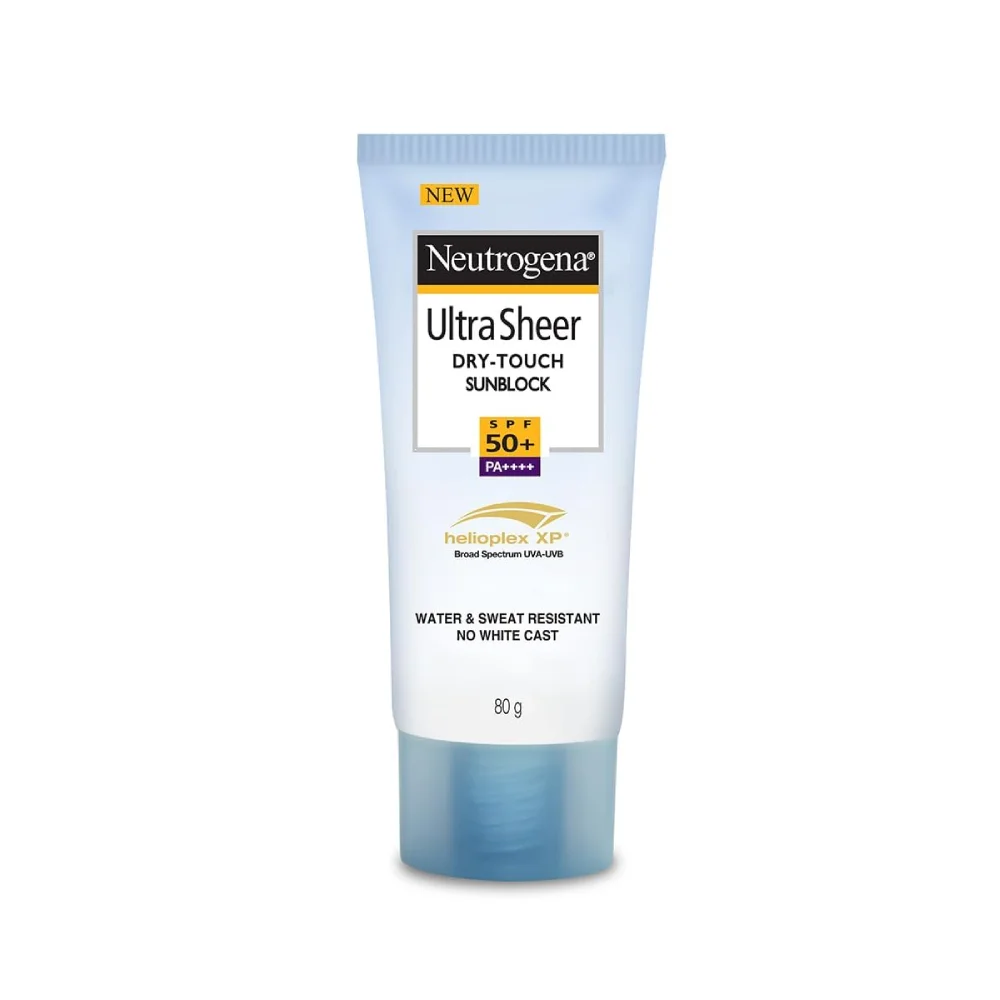 NEW
Neutrogena®
Ultra Sheer
DRY-TOUCH
SUNBLOCK
SPF
50+
PA++++
helioplex XP®
Broad Spectrum UVA-UVB
WATER & SWEAT RESISTANT
NO WHITE CAST
80 g